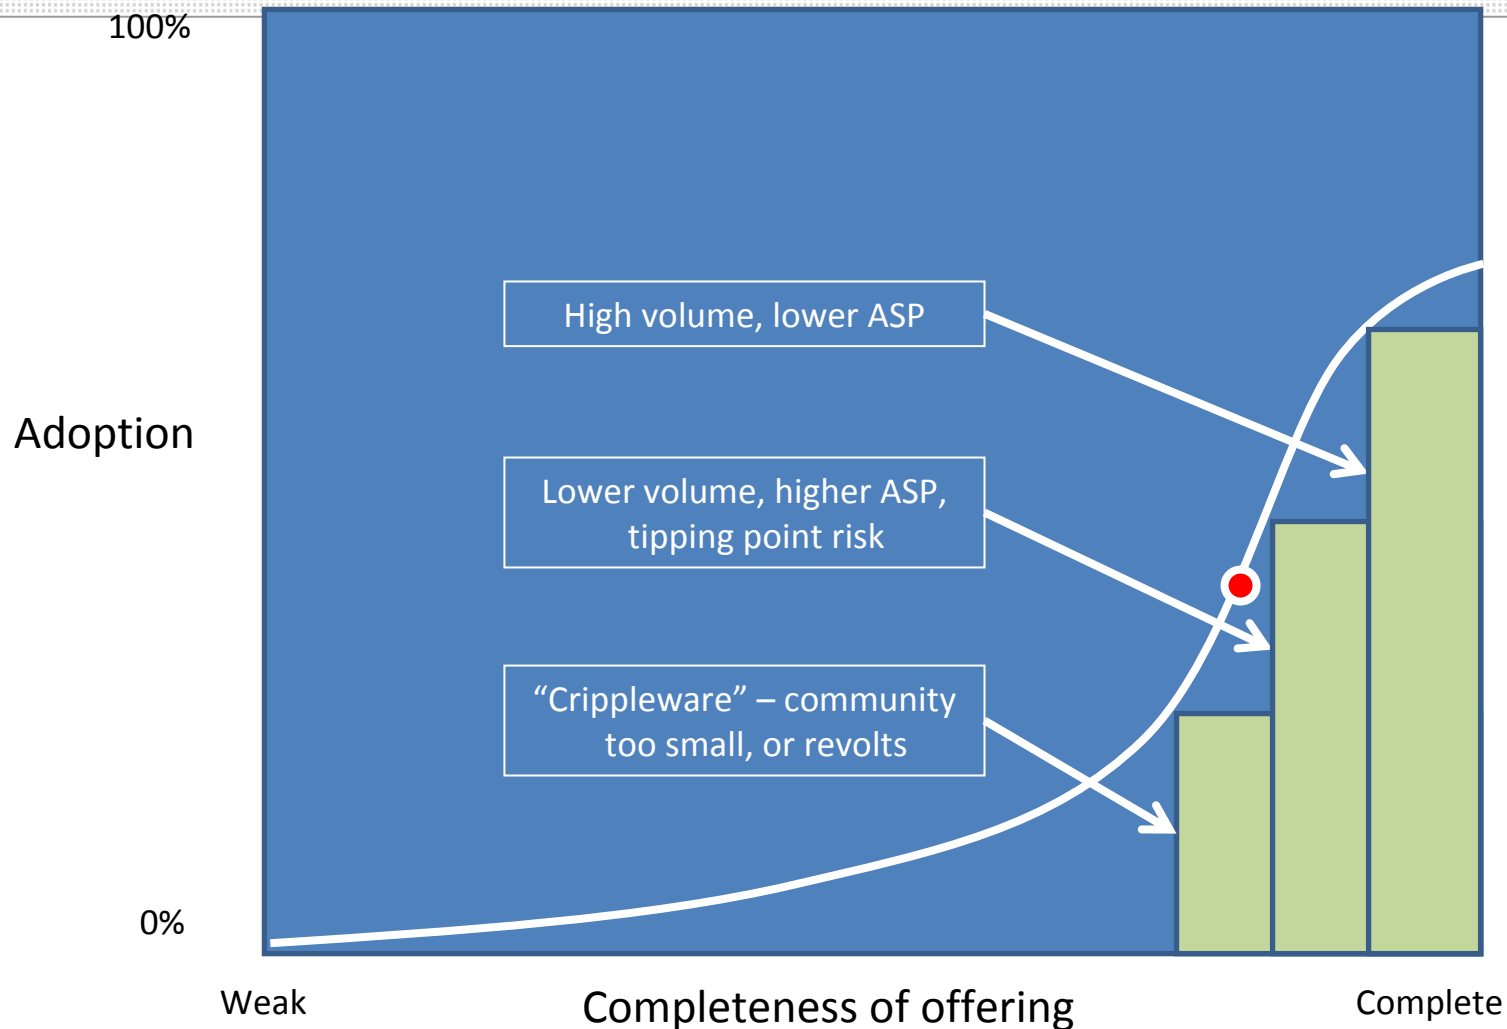 100%
High volume, lower ASP
Adoption
Lower volume, higher ASP,
tipping point risk
“Crippleware” – community
too small, or revolts
0%
Weak
Completeness of offering
Complete